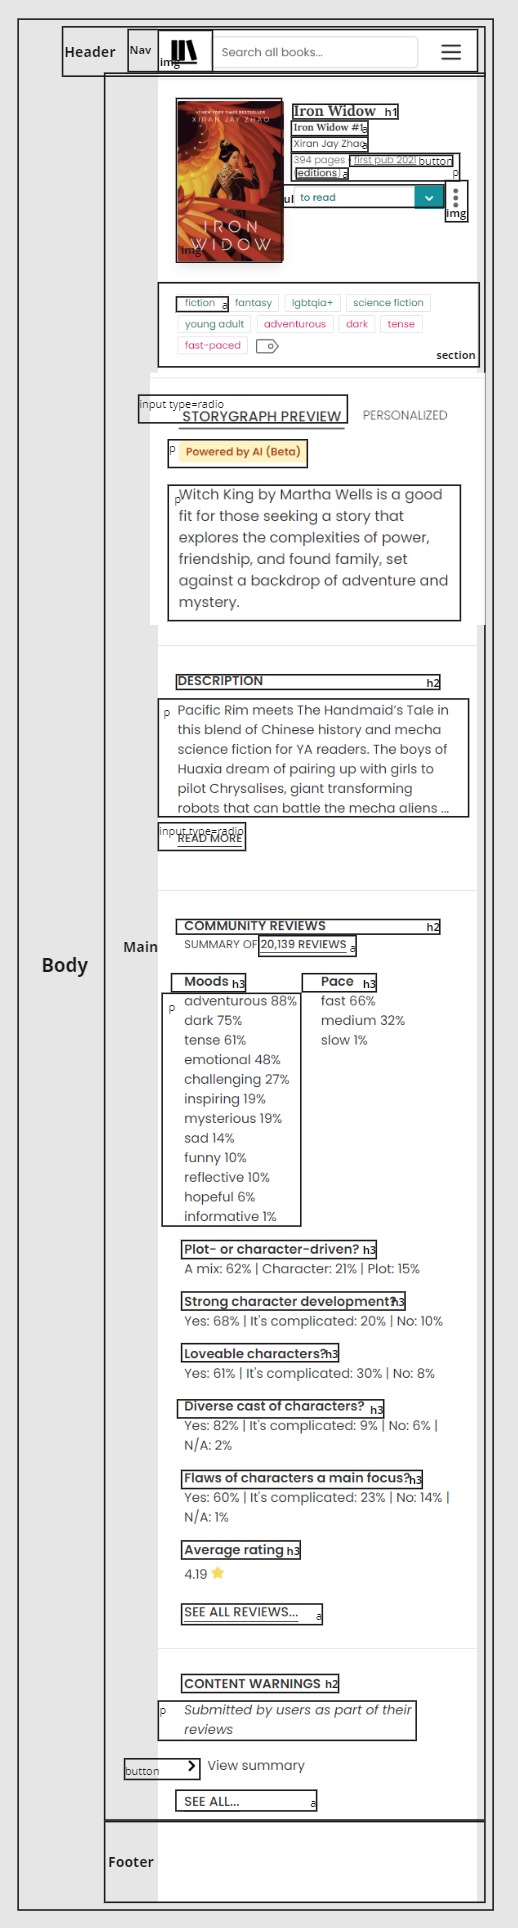 Header
Nav
img
Search all books...
#1 NEW YORK TIMES BESTSELLER
XIRAN JAY ZHAO
IRON
WIDOW
img
Iron Widow h1
Iron Widow #1 a
Xiran Jay Zhao a
394 pages first pub 2021 button
(editions) a p
ul to read
img
fiction a fantasy lgbtqia+ science fiction
young adult adventurous dark tense
fast-paced
section
input type=radio
STORYGRAPH PREVIEW PERSONALIZED
p Powered by AI (Beta)
p Witch King by Martha Wells is a good
fit for those seeking a story that
explores the complexities of power,
friendship, and found family, set
against a backdrop of adventure and
mystery.
DESCRIPTION h2
p Pacific Rim meets The Handmaid's Tale in
this blend of Chinese history and mecha
science fiction for YA readers. The boys of
Huaxia dream of pairing up with girls to
pilot Chrysalises, giant transforming
robots that can battle the mecha aliens ...
input type=radio
READ MORE
COMMUNITY REVIEWS h2
SUMMARY OF 20,139 REVIEWS a
Main
Body
Moods h3 Pace h3
p adventurous 88% fast 66%
dark 75% medium 32%
tense 61% slow 1%
emotional 48%
challenging 27%
inspiring 19%
mysterious 19%
sad 14%
funny 10%
reflective 10%
hopeful 6%
informative 1%
Plot- or character-driven? h3
A mix: 62% | Character: 21% | Plot: 15%
Strong character development? h3
Yes: 68% | It's complicated: 20% | No: 10%
Loveable characters? h3
Yes: 61% | It's complicated: 30% | No: 8%
Diverse cast of characters? h3
Yes: 82% | It's complicated: 9% | No: 6% |
N/A: 2%
Flaws of characters a main focus? h3
Yes: 60% | It's complicated: 23% | No: 14% |
N/A: 1%
Average rating h3
4.19
SEE ALL REVIEWS... a
CONTENT WARNINGS h2
p Submitted by users as part of their
reviews
button View summary
SEE ALL... a
Footer